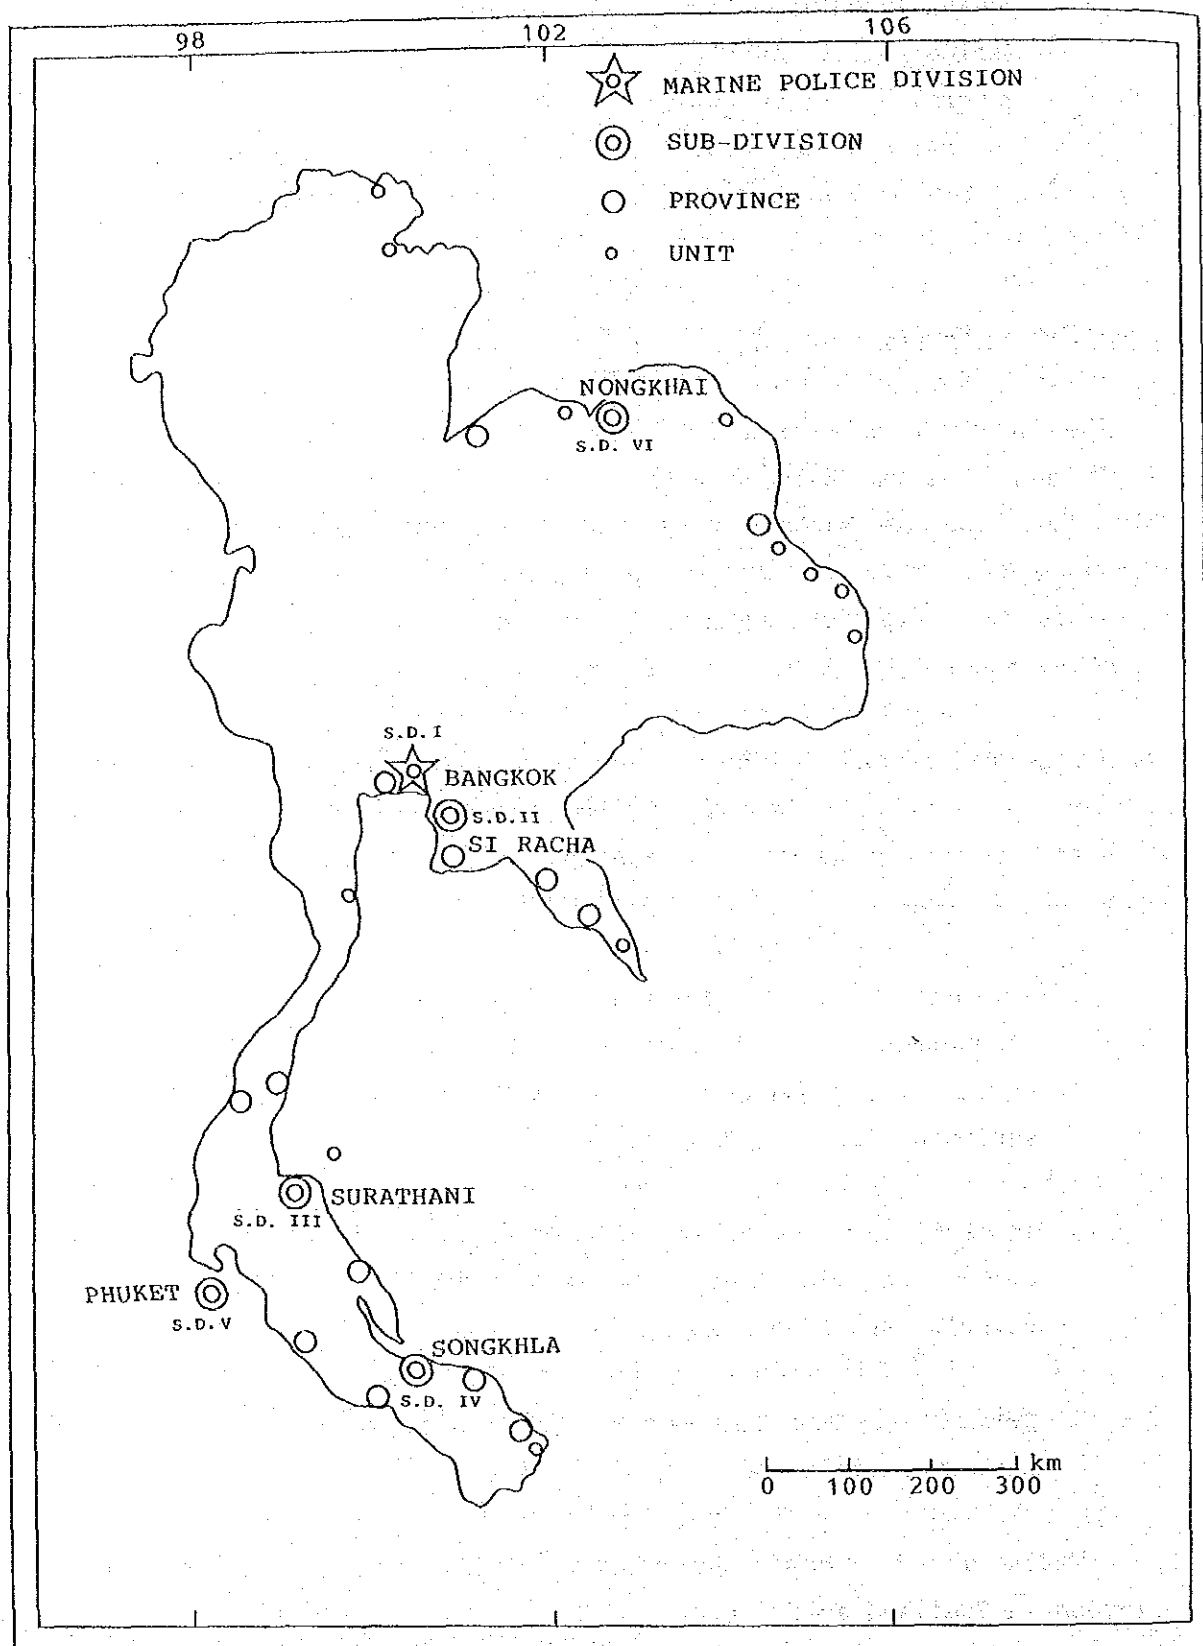 98 102 106
MARINE POLICE DIVISION
SUB-DIVISION
PROVINCE
UNIT
NONGKHAI
S.D. VI
S.D. I
BANGKOK
S.D.II
SI RACHA
SURATHANI
S.D. III
PHUKET
S.D.V
SONGKHLA
S.D. IV
km
0 100 200 300